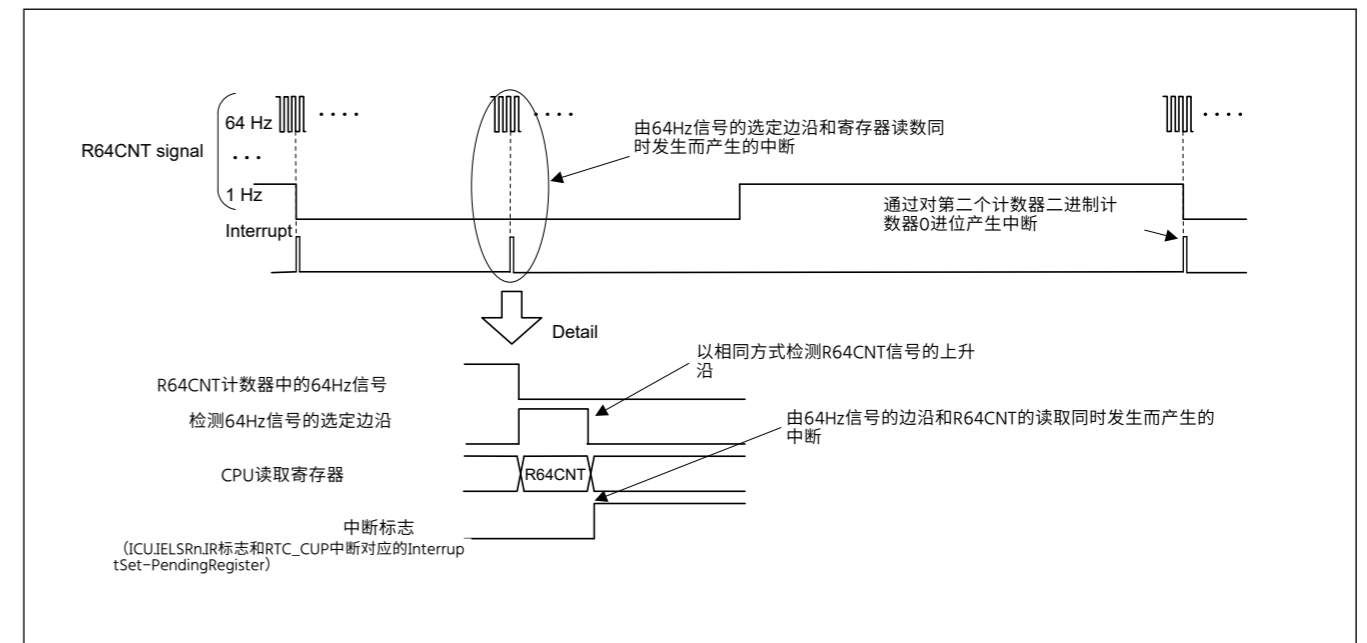 64 Hz
R64CNT signal
1 Hz
Interrupt
由64Hz信号的选定边沿和寄存器读数同
时发生而产生的中断
通过对第二个计数器二进制计
数器0进位产生中断
Detail
以相同方式检测R64CNT信号的上升
沿
R64CNT计数器中的64Hz信号
检测64Hz信号的选定边沿
由64Hz信号的边沿和R64CNT的读取同时发生而产生的
中断
CPU读取寄存器
R64CNT
中断标志
（ICU.IELSRn.IR标志和RTC_CUP中断对应的Interrup
tSet-PendingRegister）